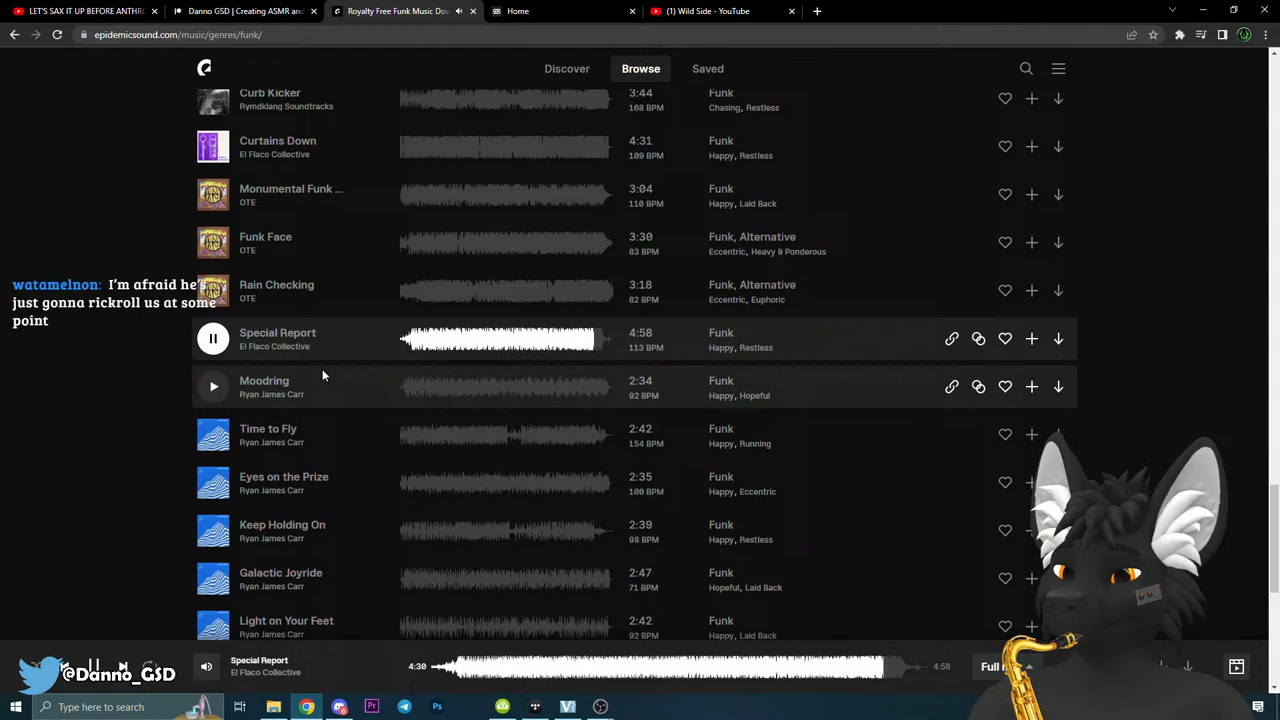 LET'S SAX IT UP BEFORE ANTHR
Danno GSD | Creating ASMR and
Royalty Free Funk Music Dow
Home
(1) Wild Side - YouTube
epidemicsound.com/music/genres/funk/
Discover
Browse
Saved
Curb Kicker
Rymdklang Soundtracks
3:44
168 BPM
Funk
Chasing, Restless
Curtains Down
El Flaco Collective
4:31
109 BPM
Funk
Happy, Restless
Monumental Funk ...
OTE
3:04
110 BPM
Funk
Happy, Laid Back
Funk Face
OTE
3:30
83 BPM
Funk, Alternative
Eccentric, Heavy & Ponderous
watamelnon: I'm afraid he's
just gonna rickroll us at some
point
Rain Checking
OTE
3:18
82 BPM
Funk, Alternative
Eccentric, Euphoric
Special Report
El Flaco Collective
4:58
113 BPM
Funk
Happy, Restless
Moodring
Ryan James Carr
2:34
92 BPM
Funk
Happy, Hopeful
Time to Fly
Ryan James Carr
2:42
154 BPM
Funk
Happy, Running
Eyes on the Prize
Ryan James Carr
2:35
100 BPM
Funk
Happy, Eccentric
Keep Holding On
Ryan James Carr
2:39
98 BPM
Funk
Happy, Restless
Galactic Joyride
Ryan James Carr
2:47
71 BPM
Funk
Hopeful, Laid Back
Light on Your Feet
Ryan James Carr
2:42
92 BPM
Funk
Happy, Laid Back
@Danno_GSD
Special Report
El Flaco Collective
4:30
4:58
Full
Type here to search